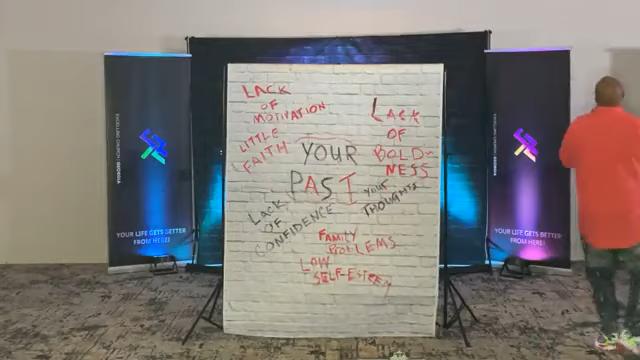 LACK
OF
MOTIVATION
LITTLE
FAITH
LACK
OF
BOLD-
NESS
YOUR
PAST
YOUR
THOUGHTS
LACK
OF
CONFIDENCE
FAMILY
PROBLEMS
LOW
SELF-ESTEEM
YOUR LIFE GETS BETTER
FROM HERE!
YOUR LIFE GETS BETTER
FROM HERE!